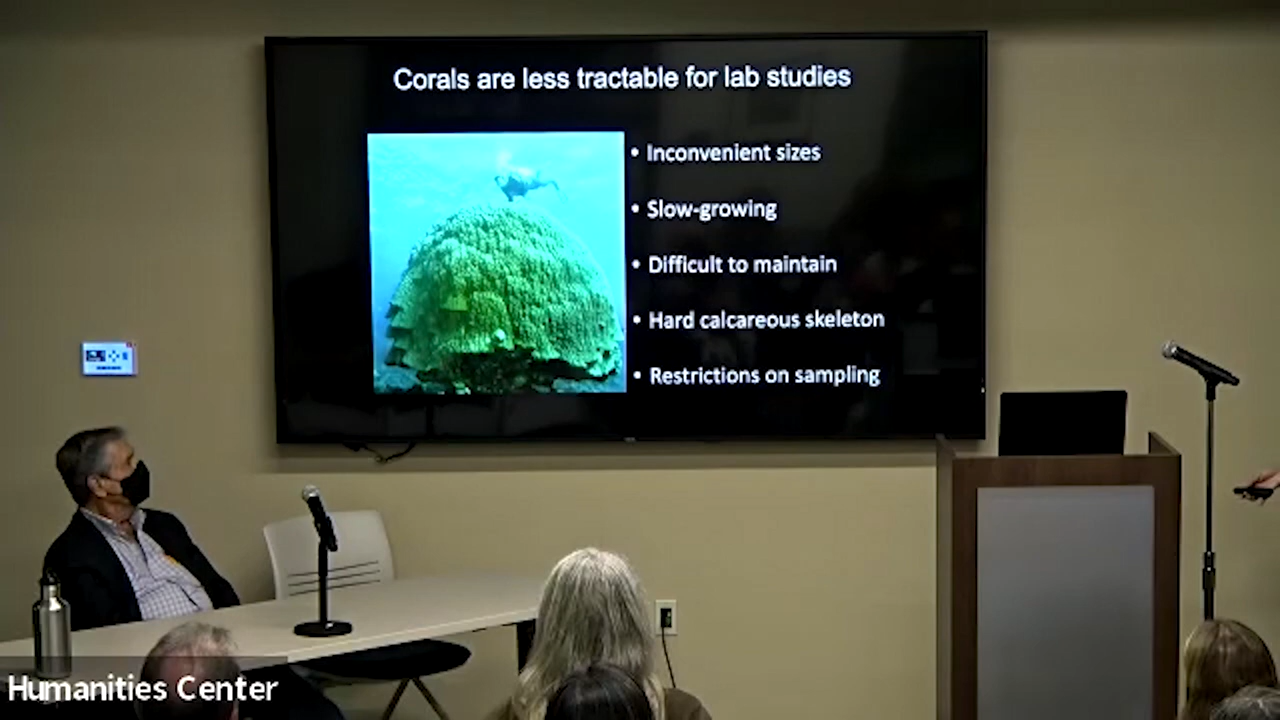 Corals are less tractable for lab studies
• Inconvenient sizes
• Slow-growing
• Difficult to maintain
• Hard calcareous skeleton
• Restrictions on sampling
Humanities Center